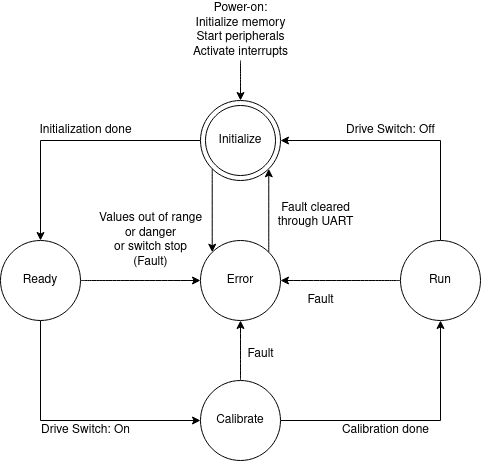 Power-on:
Initialize memory
Start peripherals
Activate interrupts
Initialize
Initialization done
Drive Switch: Off
Values out of range
or danger
or switch stop
(Fault)
Fault cleared
through UART
Ready
Error
Run
Fault
Fault
Calibrate
Drive Switch: On
Calibration done